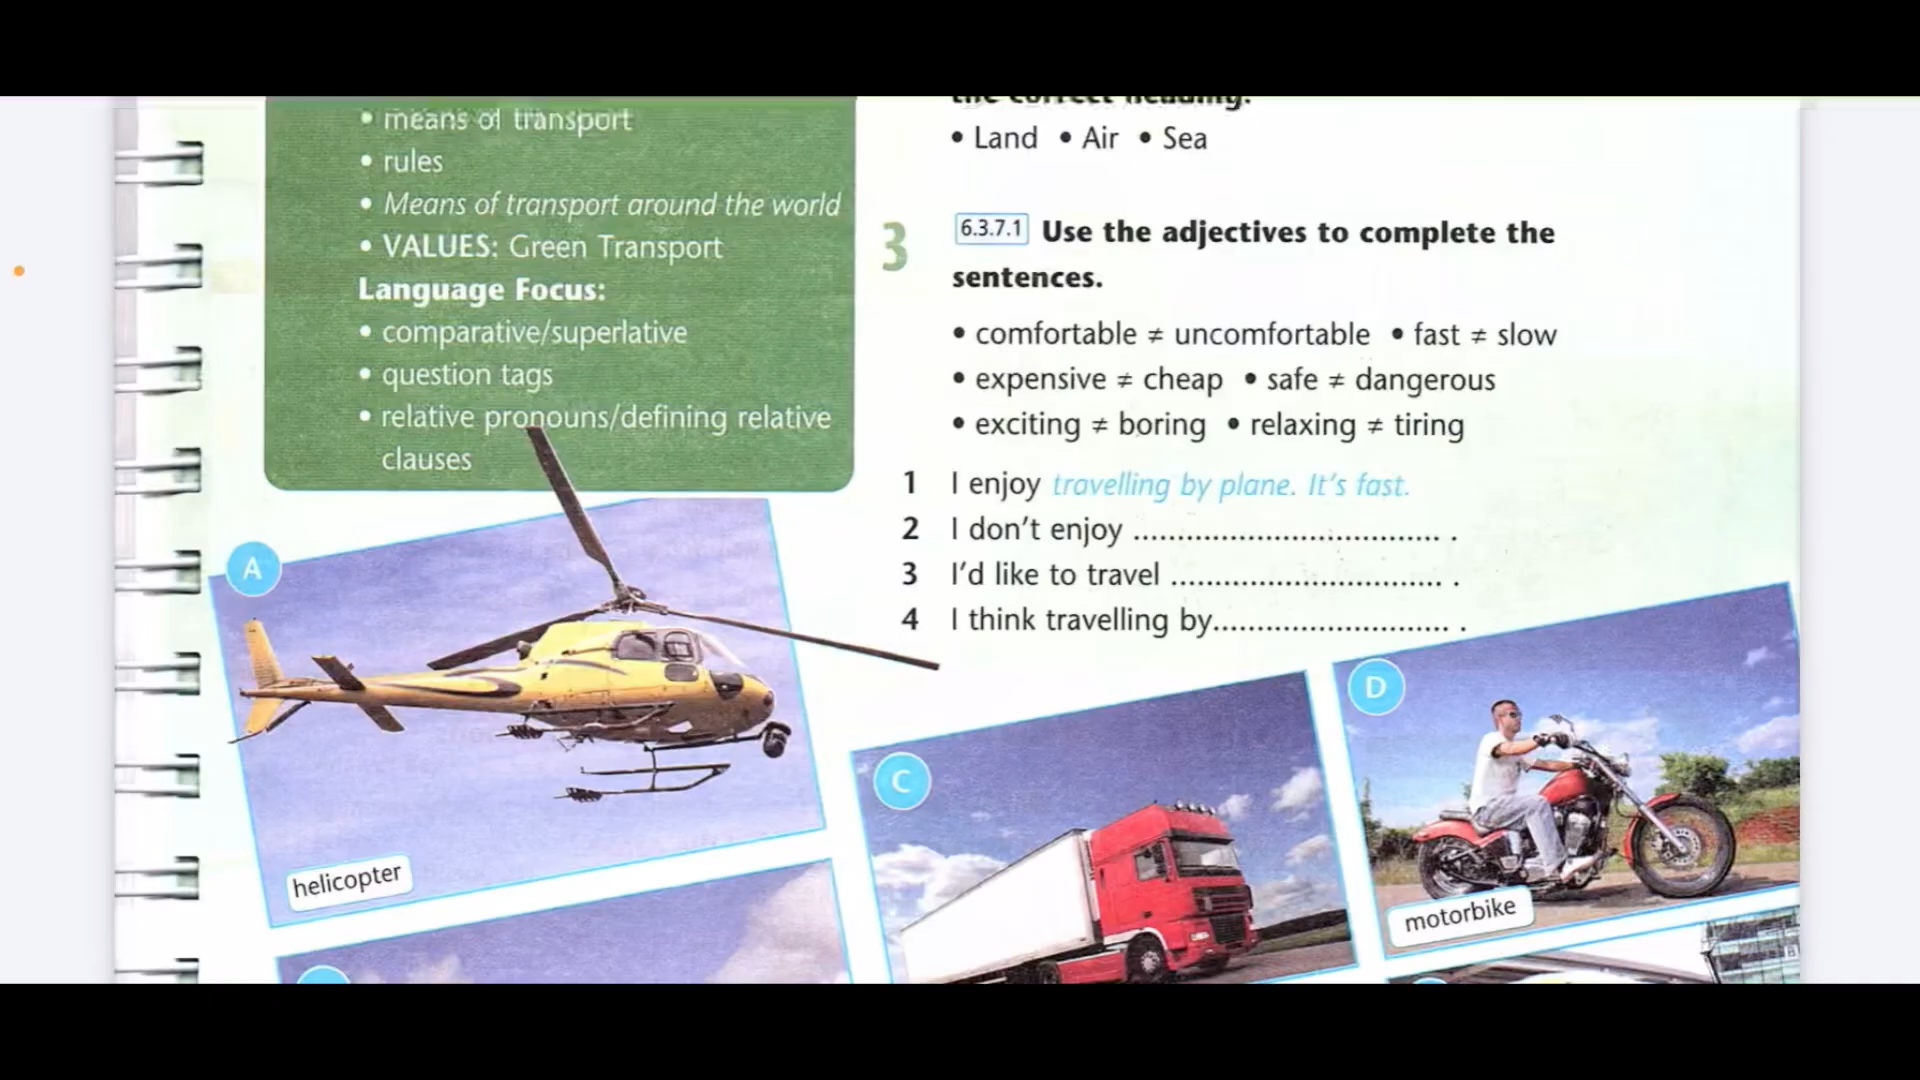 • means of transport
• rules
• Means of transport around the world
• VALUES: Green Transport
Language Focus:
• comparative/superlative
• question tags
• relative pronouns/defining relative
clauses
the correct heading.
• Land • Air • Sea
3 6.3.7.1 Use the adjectives to complete the
sentences.
• comfortable ≠ uncomfortable • fast ≠ slow
• expensive ≠ cheap • safe ≠ dangerous
• exciting ≠ boring • relaxing ≠ tiring
1 I enjoy travelling by plane. It's fast.
2 I don't enjoy .................................. .
3 I'd like to travel .............................. .
4 I think travelling by.......................... .
A
helicopter
C
D
motorbike